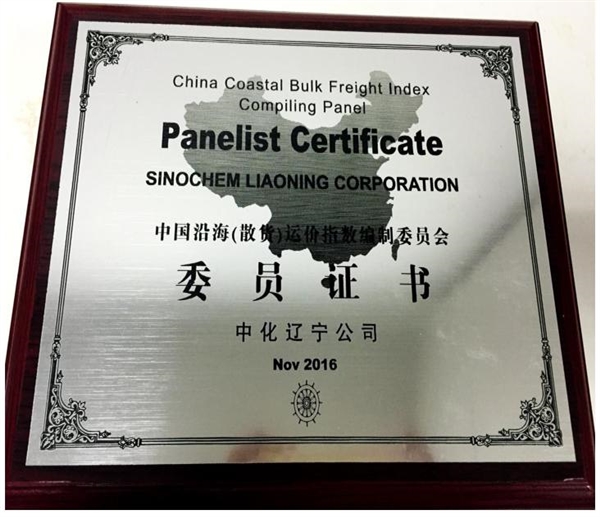 China Coastal Bulk Freight Index
Compiling Panel
Panelist Certificate
SINOCHEM LIAONING CORPORATION
中国沿海(散货)运价指数编制委员会
委员证书
中化辽宁公司
Nov 2016